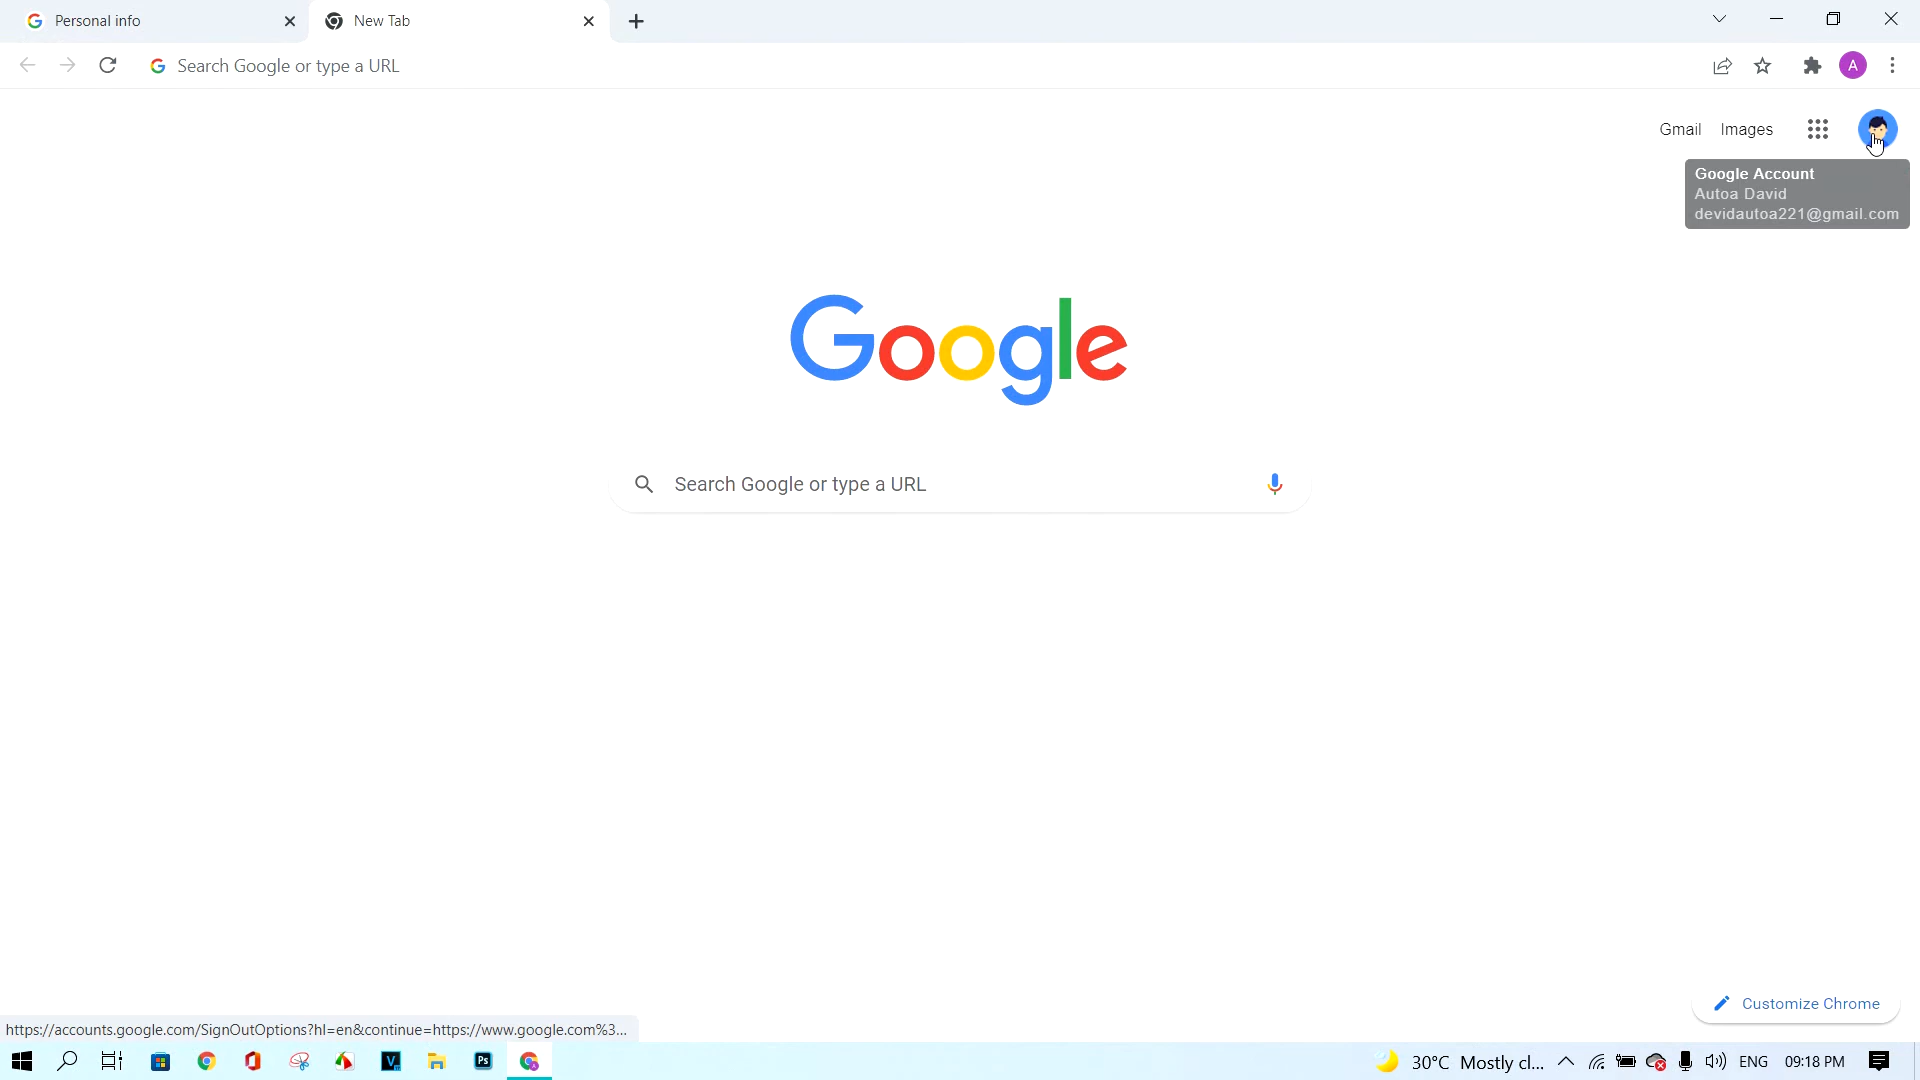 Personal info
New Tab
Search Google or type a URL
A
Gmail Images
Google Account
Autoa David
devidautoa221@gmail.com
Google
Search Google or type a URL
Customize Chrome
https://accounts.google.com/SignOutOptions?hl=en&continue=https://www.google.com%3...
Ps
30°C Mostly cl... ENG 09:18 PM